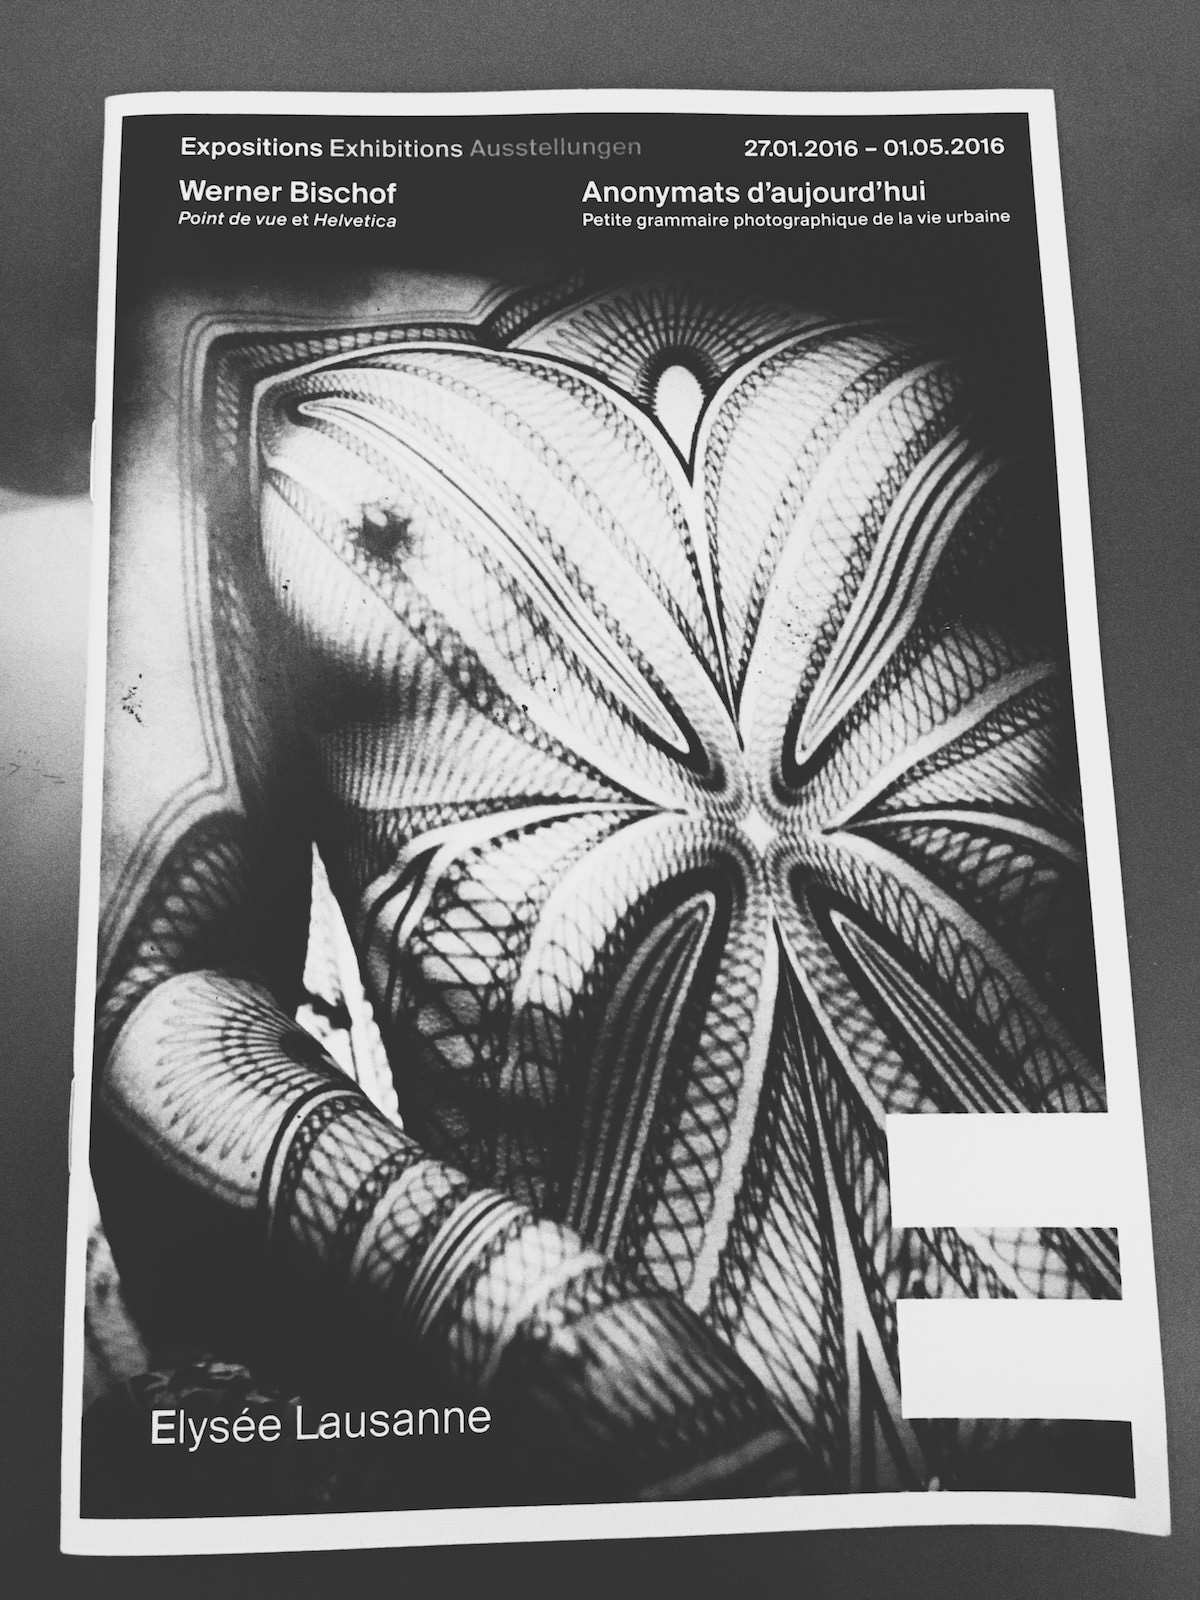 Expositions Exhibitions Ausstellungen
27.01.2016 – 01.05.2016
Werner Bischof
Point de vue et Helvetica
Anonymats d'aujourd'hui
Petite grammaire photographique de la vie urbaine
Elysée Lausanne